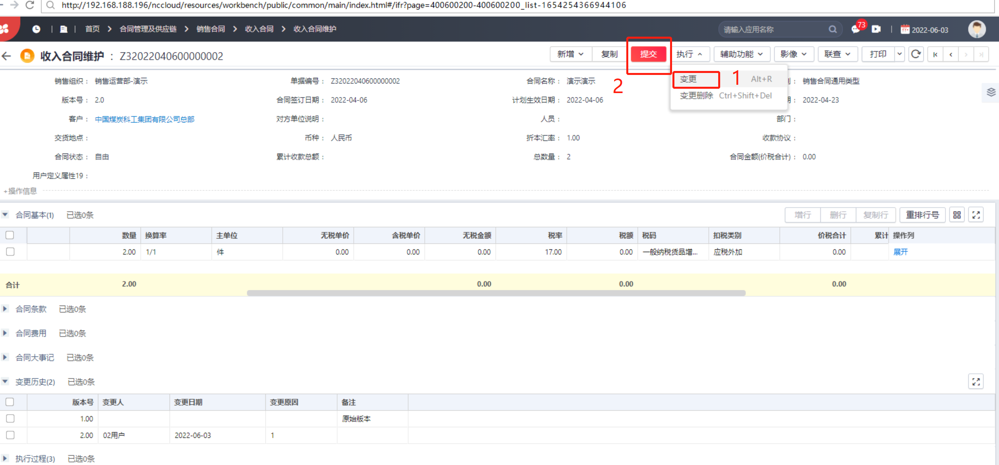 http://192.168.188.196/nccloud/resources/workbench/public/common/main/index.html#/ifr?page=400600200-400600200_list-1654254366944106
首页 > 合同管理及供应链 > 销售合同 > 收入合同 > 收入合同维护 请输入应用名称 73 2022-06-03
收入合同维护 : Z32022040600000002 新增 复制 提交 执行 辅助功能 影像 联查 打印
变更 1 Alt+R
2
变更删除 Ctrl+Shift+Del
销售组织 : 销售运营部-演示 单据编号 : Z32022040600000002 合同名称 : 演示演示 : 销售合同通用类型
版本号 : 2.0 合同签订日期 : 2022-04-06 计划生效日期 : 2022-04-06 : 2022-04-23
客户 : 中国煤炭科工集团有限公司总部 对方单位说明 : 人员 : 部门 :
交货地点 : 币种 : 人民币 折本汇率 : 1.00 收款协议 :
合同状态 : 自由 累计收款总额 : 总数量 : 2 合同金额(价税合计) : 0.00
用户定义属性19 :
+操作信息
合同基本(1) 已选0条 增行 删行 复制行 重排行号
数量 换算率 主单位 无税单价 含税单价 无税金额 税率 税额 税码 扣税类别 价税合计 累计 操作列
2.00 1/1 件 0.00 0.00 0.00 17.00 0.00 一般纳税货品增... 应税外加 0.00 展开
合计 2.00 0.00 0.00 0.00
合同条款 已选0条
合同费用 已选0条
合同大事记 已选0条
变更历史(2) 已选0条
版本号 变更人 变更日期 变更原因 备注
1.00 原始版本
2.00 02用户 2022-06-03 1
执行过程(3) 已选0条